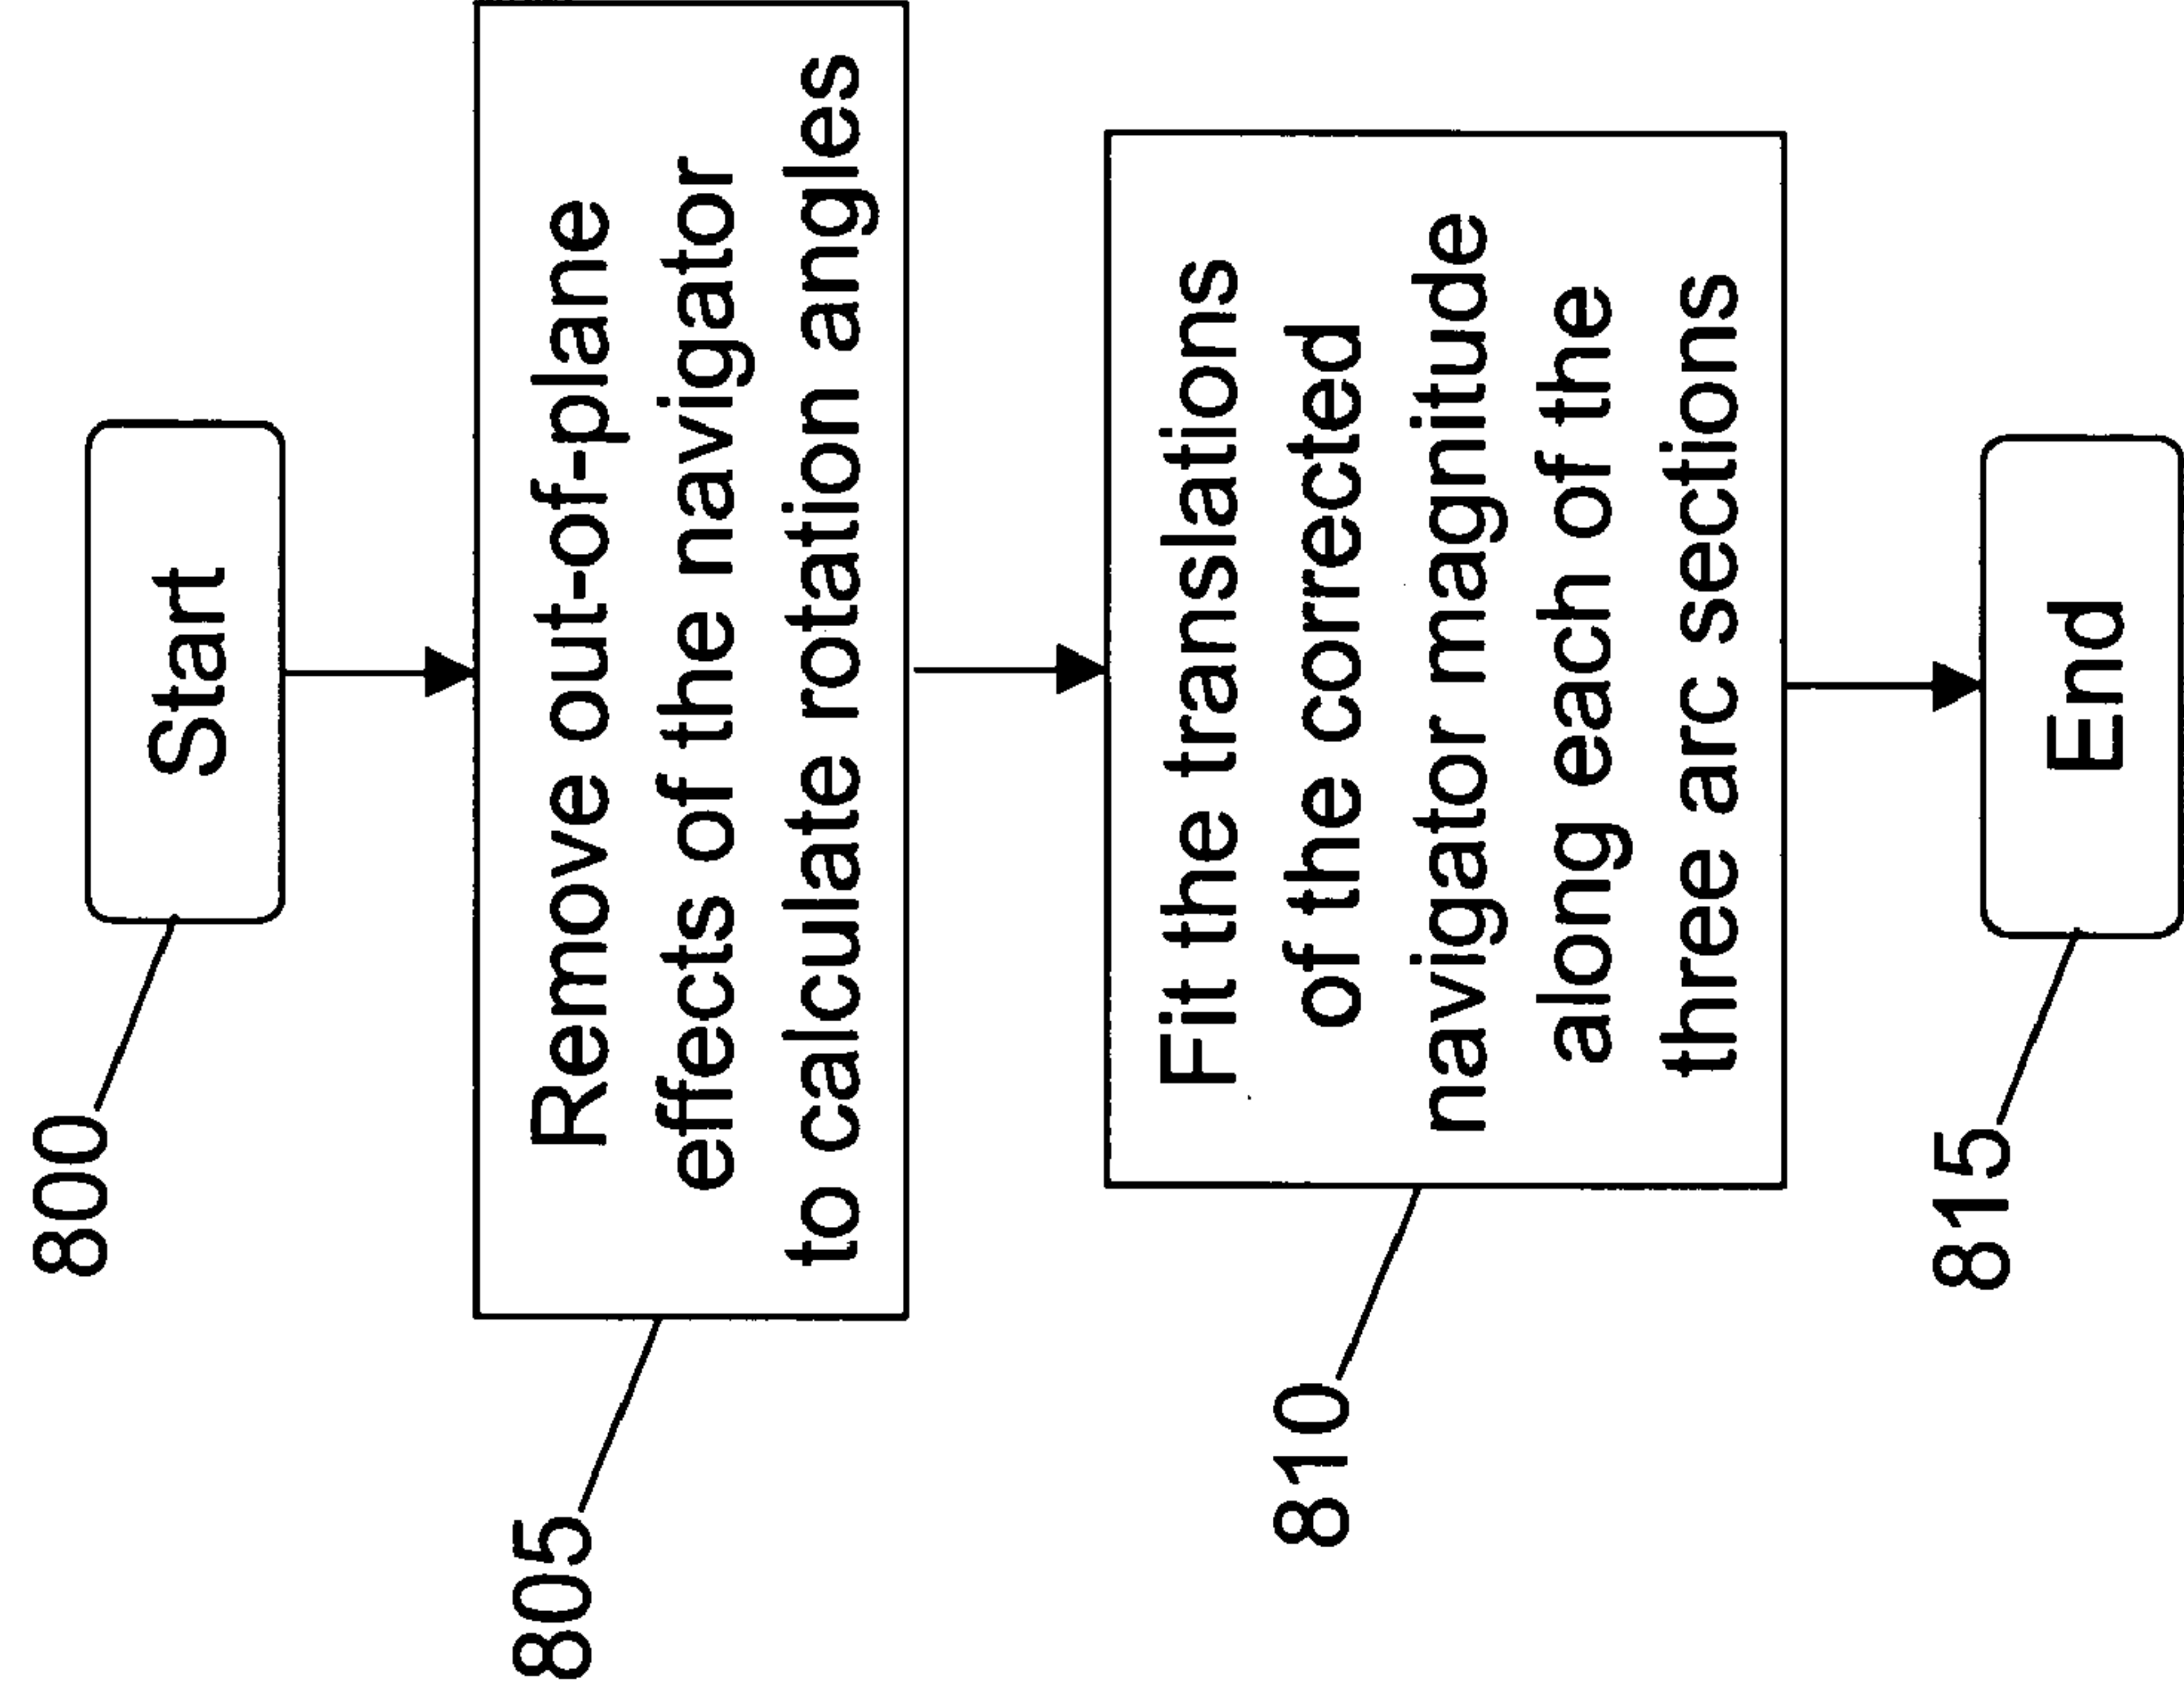 800
Start
805
Remove out-of-plane
effects of the navigator
to calculate rotation angles
810
Fit the translations
of the corrected
navigator magnitude
along each of the
three arc sections
815
End